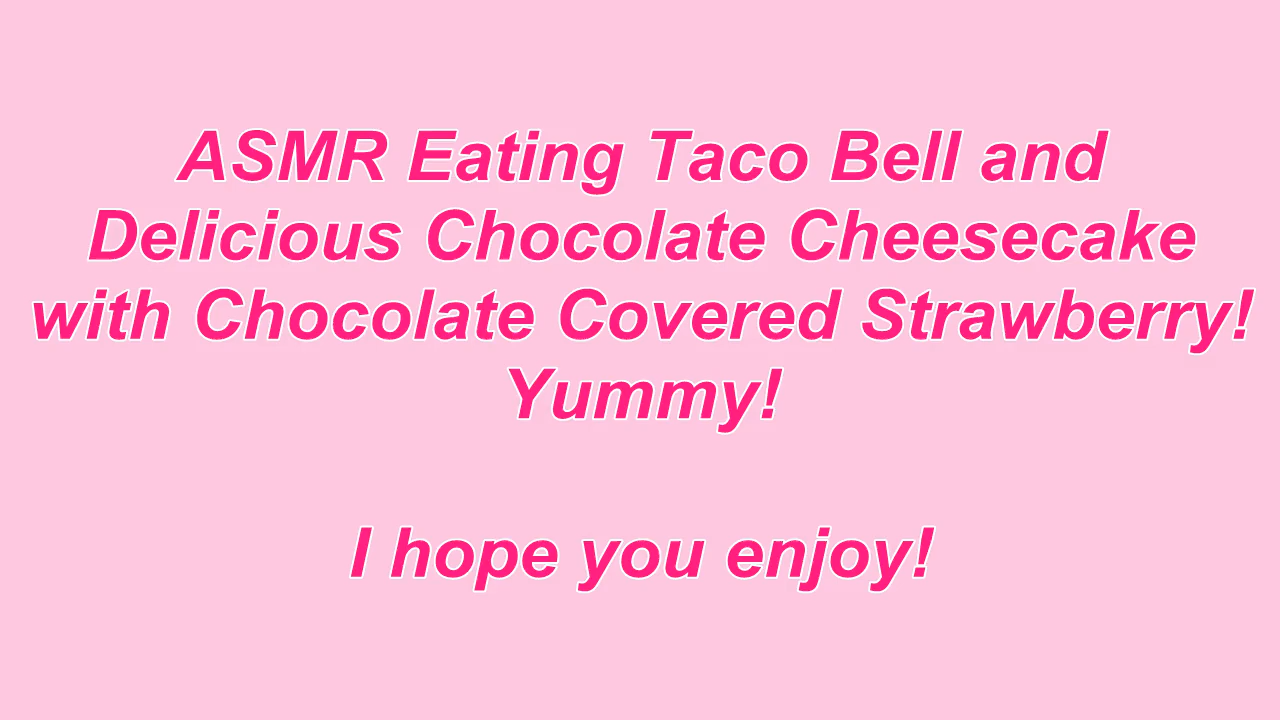 ASMR Eating Taco Bell and
Delicious Chocolate Cheesecake
with Chocolate Covered Strawberry!
Yummy!
I hope you enjoy!